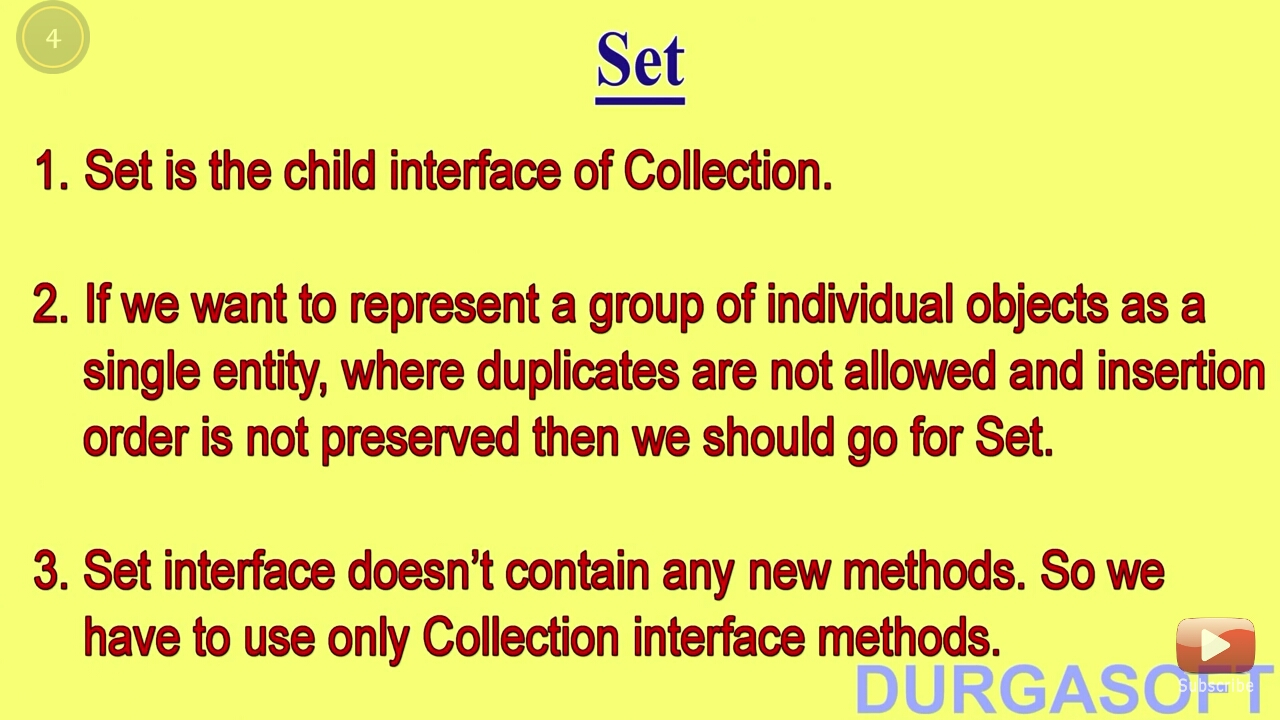 4
Set
1. Set is the child interface of Collection.
2. If we want to represent a group of individual objects as a
single entity, where duplicates are not allowed and insertion
order is not preserved then we should go for Set.
3. Set interface doesn’t contain any new methods. So we
have to use only Collection interface methods.
DURGASOFT
Subscribe